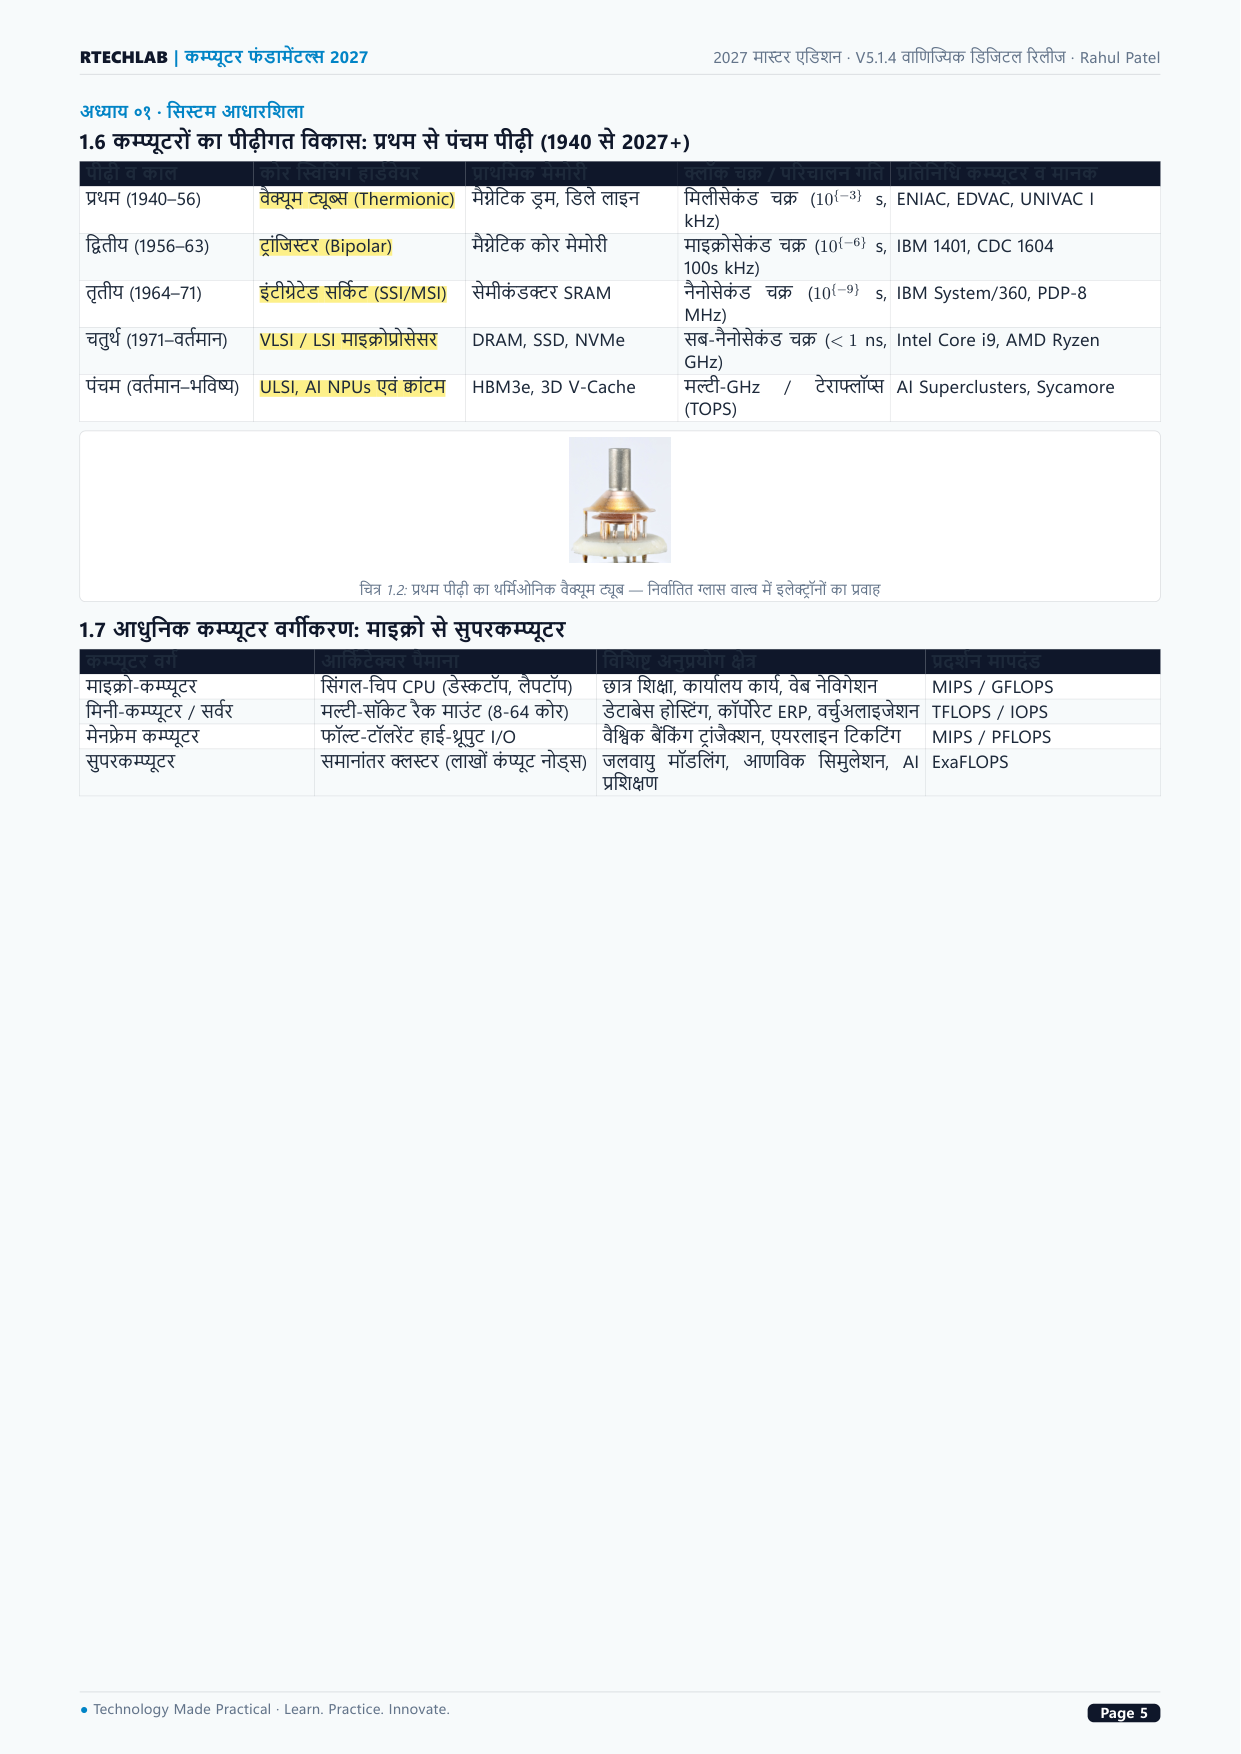 RTECHLAB | कम्प्यूटर फंडामेंटल्स 2027
2027 मास्टर एडिशन · V5.1.4 वाणिज्यिक डिजिटल रिलीज · Rahul Patel
अध्याय ०१ · सिस्टम आधारशिला
1.6 कम्प्यूटरों का पीढ़ीगत विकास: प्रथम से पंचम पीढ़ी (1940 से 2027+)
पीढ़ी व काल कोर स्विचिंग हार्डवेयर प्राथमिक मेमोरी क्लॉक चक्र / परिचालन गति प्रतिनिधि कम्प्यूटर व मानक
प्रथम (1940–56) वैक्यूम ट्यूब्स (Thermionic) मैग्नेटिक ड्रम, डिले लाइन मिलीसेकंड चक्र (10^{−3} s, ENIAC, EDVAC, UNIVAC I
kHz)
द्वितीय (1956–63) ट्रांजिस्टर (Bipolar) मैग्नेटिक कोर मेमोरी माइक्रोसेकंड चक्र (10^{−6} s, IBM 1401, CDC 1604
100s kHz)
तृतीय (1964–71) इंटीग्रेटेड सर्किट (SSI/MSI) सेमीकंडक्टर SRAM नैनोसेकंड चक्र (10^{−9} s, IBM System/360, PDP-8
MHz)
चतुर्थ (1971–वर्तमान) VLSI / LSI माइक्रोप्रोसेसर DRAM, SSD, NVMe सब-नैनोसेकंड चक्र (< 1 ns, Intel Core i9, AMD Ryzen
GHz)
पंचम (वर्तमान–भविष्य) ULSI, AI NPUs एवं क्वांटम HBM3e, 3D V-Cache मल्टी-GHz / टेराफ्लॉप्स AI Superclusters, Sycamore
(TOPS)
चित्र 1.2: प्रथम पीढ़ी का थर्मिओनिक वैक्यूम ट्यूब — निर्वातित ग्लास वाल्व में इलेक्ट्रॉनों का प्रवाह
1.7 आधुनिक कम्प्यूटर वर्गीकरण: माइक्रो से सुपरकम्प्यूटर
कम्प्यूटर वर्ग आर्किटेक्चर पैमाना विशिष्ट अनुप्रयोग क्षेत्र प्रदर्शन मापदंड
माइक्रो-कम्प्यूटर सिंगल-चिप CPU (डेस्कटॉप, लैपटॉप) छात्र शिक्षा, कार्यालय कार्य, वेब नेविगेशन MIPS / GFLOPS
मिनी-कम्प्यूटर / सर्वर मल्टी-सॉकेट रैक माउंट (8-64 कोर) डेटाबेस होस्टिंग, कॉर्पोरेट ERP, वर्चुअलाइजेशन TFLOPS / IOPS
मेनफ्रेम कम्प्यूटर फॉल्ट-टॉलरेंट हाई-थ्रूपुट I/O वैश्विक बैंकिंग ट्रांजैक्शन, एयरलाइन टिकटिंग MIPS / PFLOPS
सुपरकम्प्यूटर समानांतर क्लस्टर (लाखों कंप्यूट नोड्स) जलवायु मॉडलिंग, आणविक सिमुलेशन, AI ExaFLOPS
प्रशिक्षण
• Technology Made Practical · Learn. Practice. Innovate.
Page 5